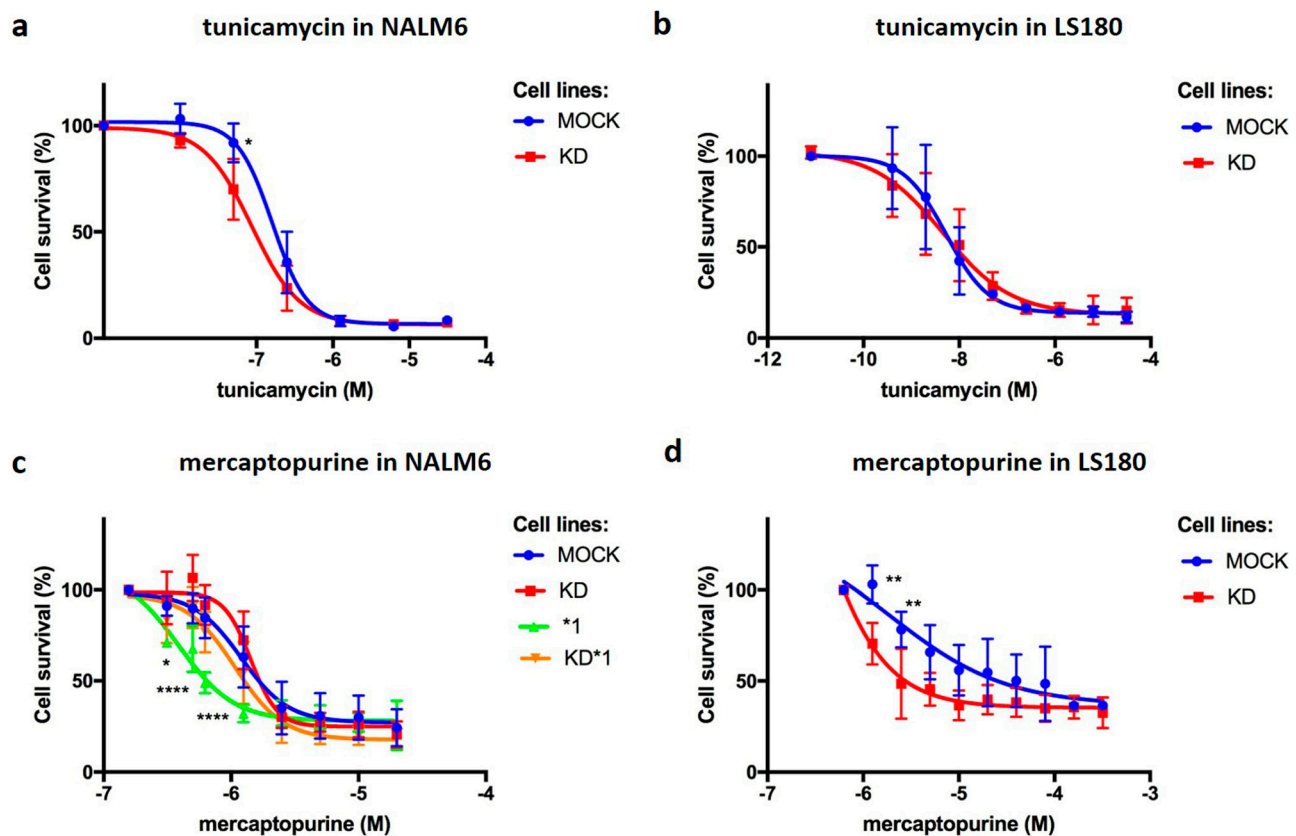 a
tunicamycin in NALM6
Cell survival (%)
100
50
0
-7
-6
-5
-4
tunicamycin (M)
*
Cell lines:
MOCK
KD
b
tunicamycin in LS180
Cell survival (%)
100
50
0
-12
-10
-8
-6
-4
tunicamycin (M)
Cell lines:
MOCK
KD
c
mercaptopurine in NALM6
Cell survival (%)
100
50
0
-7
-6
-5
-4
mercaptopurine (M)
*
****
****
Cell lines:
MOCK
KD
*1
KD*1
d
mercaptopurine in LS180
Cell survival (%)
100
50
0
-7
-6
-5
-4
-3
mercaptopurine (M)
**
**
Cell lines:
MOCK
KD